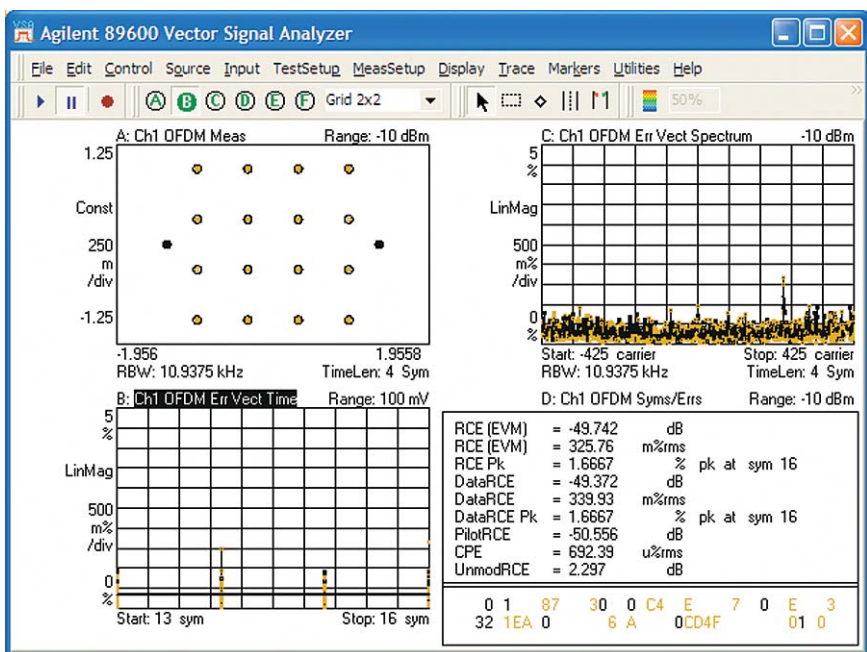 VSA
Agilent 89600 Vector Signal Analyzer
File Edit Control Source Input TestSetup MeasSetup Display Trace Markers Utilities Help
A B C D E F Grid 2x2 50%
A: Ch1 OFDM Meas Range: -10 dBm
1.25
Const
250
m
/div
-1.25
-1.956 1.9558
RBW: 10.9375 kHz TimeLen: 4 Sym
C: Ch1 OFDM Err Vect Spectrum -10 dBm
5
%
LinMag
500
m%
/div
0
%
Start: -425 carrier Stop: 425 carrier
RBW: 10.9375 kHz TimeLen: 4 Sym
B: Ch1 OFDM Err Vect Time Range: 100 mV
5
%
LinMag
500
m%
/div
0
%
Start: 13 sym Stop: 16 sym
D: Ch1 OFDM Syms/Errs Range: -10 dBm
RCE (EVM) = -49.742 dB
RCE (EVM) = 325.76 m%rms
RCE Pk = 1.6667 % pk at sym 16
DataRCE = -49.372 dB
DataRCE = 339.93 m%rms
DataRCE Pk = 1.6667 % pk at sym 16
PilotRCE = -50.556 dB
CPE = 692.39 u%rms
UnmodRCE = 2.297 dB
0 1 87 30 0 C4 E 7 0 E 3
32 1EA 0 6 A 0CD4F 01 0